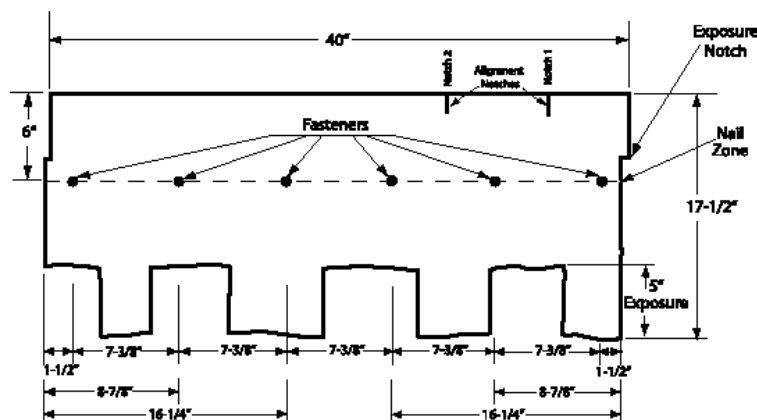 40"
Exposure
Notch
Notch 2
Alignment
Notches
Notch 1
6"
Fasteners
Nail
Zone
17-1/2"
5"
Exposure
7-3/8"
7-3/8"
7-3/8"
7-3/8"
7-3/8"
1-1/2"
1-1/2"
8-7/8"
8-7/8"
16-1/4"
16-1/4"